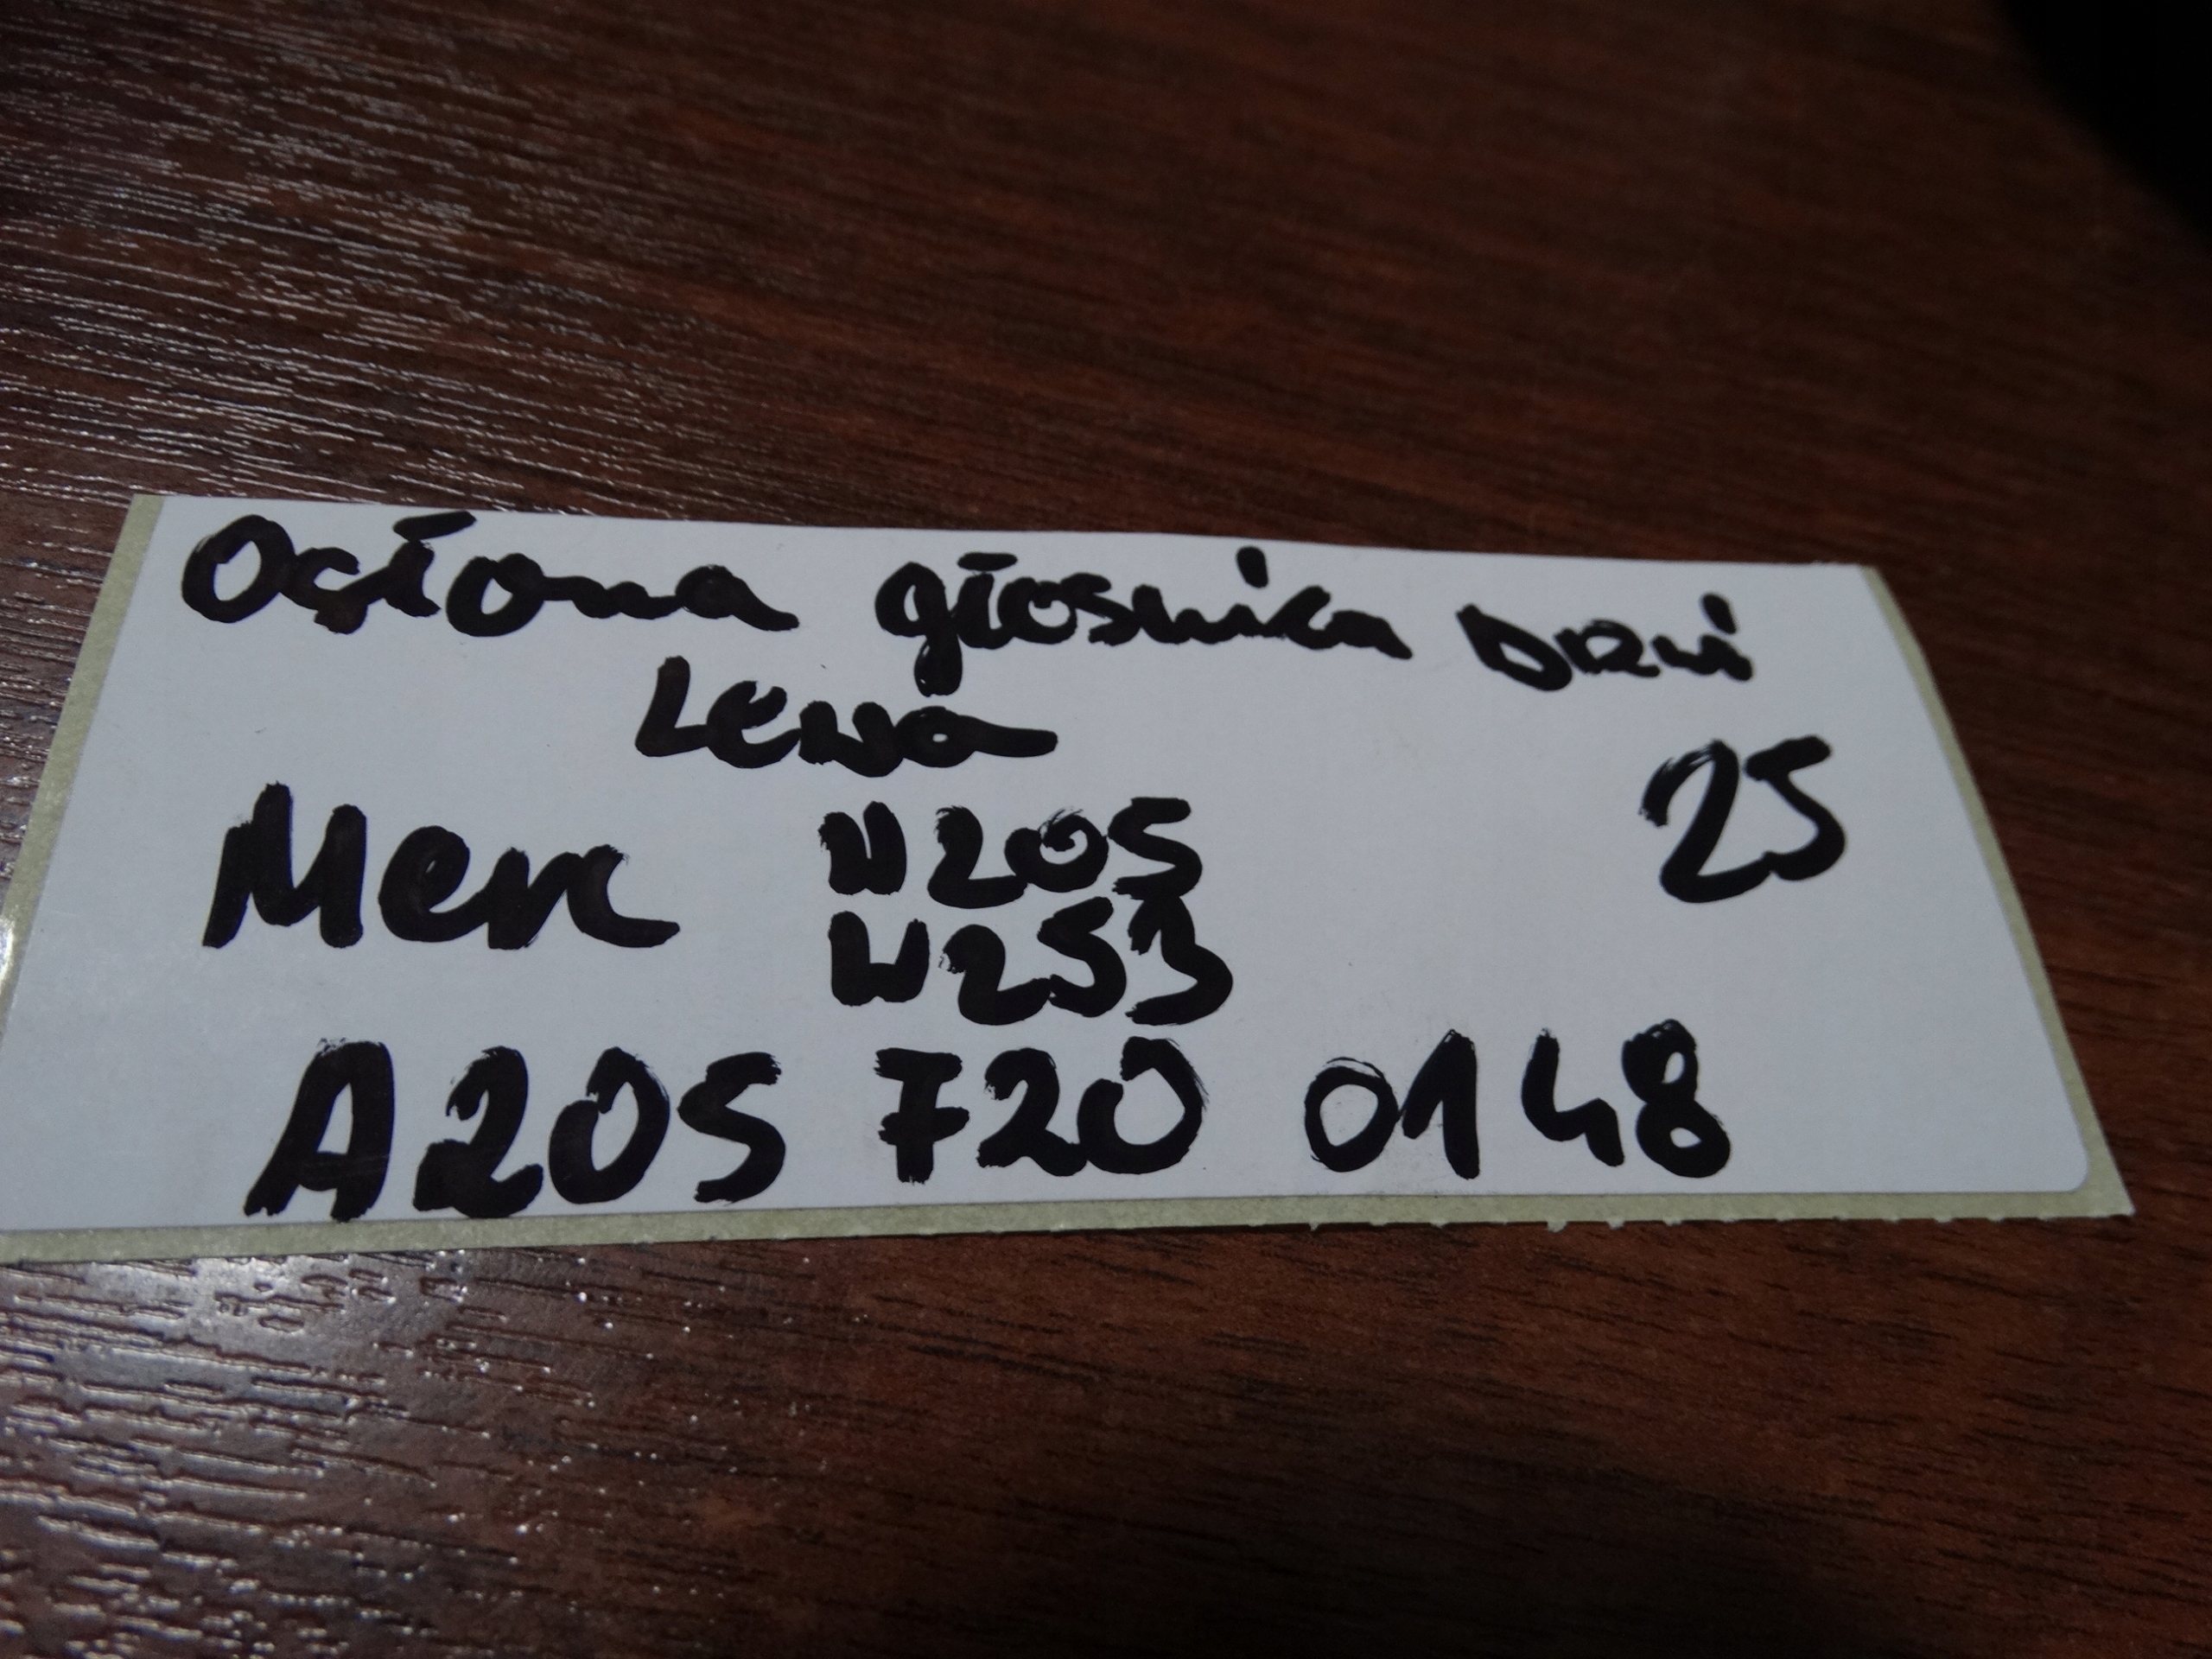 Osłona głośnika Drzwi
Lewa
Merc W205 25
W253
A205 720 0148